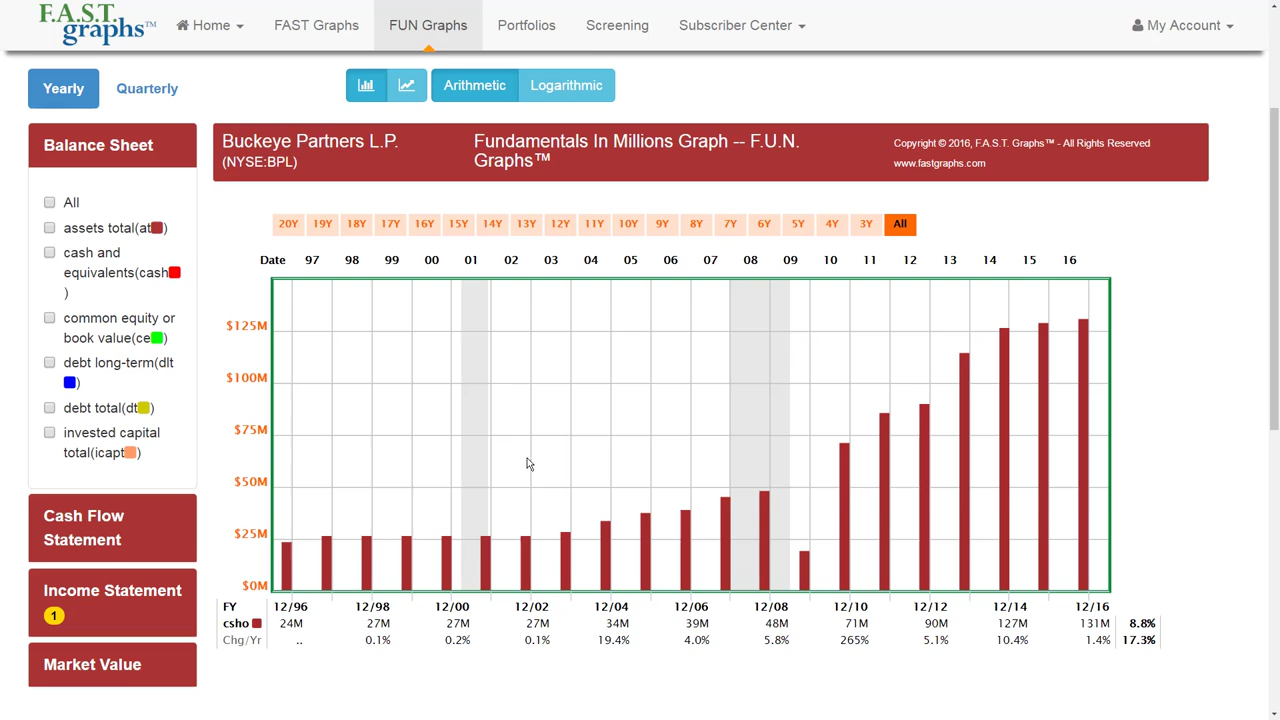 F.A.S.T.
graphs™
Home
FAST Graphs
FUN Graphs
Portfolios
Screening
Subscriber Center
My Account
Yearly
Quarterly
Arithmetic
Logarithmic
Balance Sheet
All
assets total(at)
cash and
equivalents(cash
)
common equity or
book value(ce)
debt long-term(dlt
)
debt total(dt)
invested capital
total(icapt)
Cash Flow
Statement
Income Statement
1
Market Value
Buckeye Partners L.P.
(NYSE:BPL)
Fundamentals In Millions Graph -- F.U.N.
Graphs™
Copyright © 2016, F.A.S.T. Graphs™ - All Rights Reserved
www.fastgraphs.com
20Y 19Y 18Y 17Y 16Y 15Y 14Y 13Y 12Y 11Y 10Y 9Y 8Y 7Y 6Y 5Y 4Y 3Y All
Date 97 98 99 00 01 02 03 04 05 06 07 08 09 10 11 12 13 14 15 16
$125M
$100M
$75M
$50M
$25M
$0M
FY 12/96 12/98 12/00 12/02 12/04 12/06 12/08 12/10 12/12 12/14 12/16
csho 24M 27M 27M 27M 34M 39M 48M 71M 90M 127M 131M 8.8%
Chg/Yr .. 0.1% 0.2% 0.1% 19.4% 4.0% 5.8% 265% 5.1% 10.4% 1.4% 17.3%